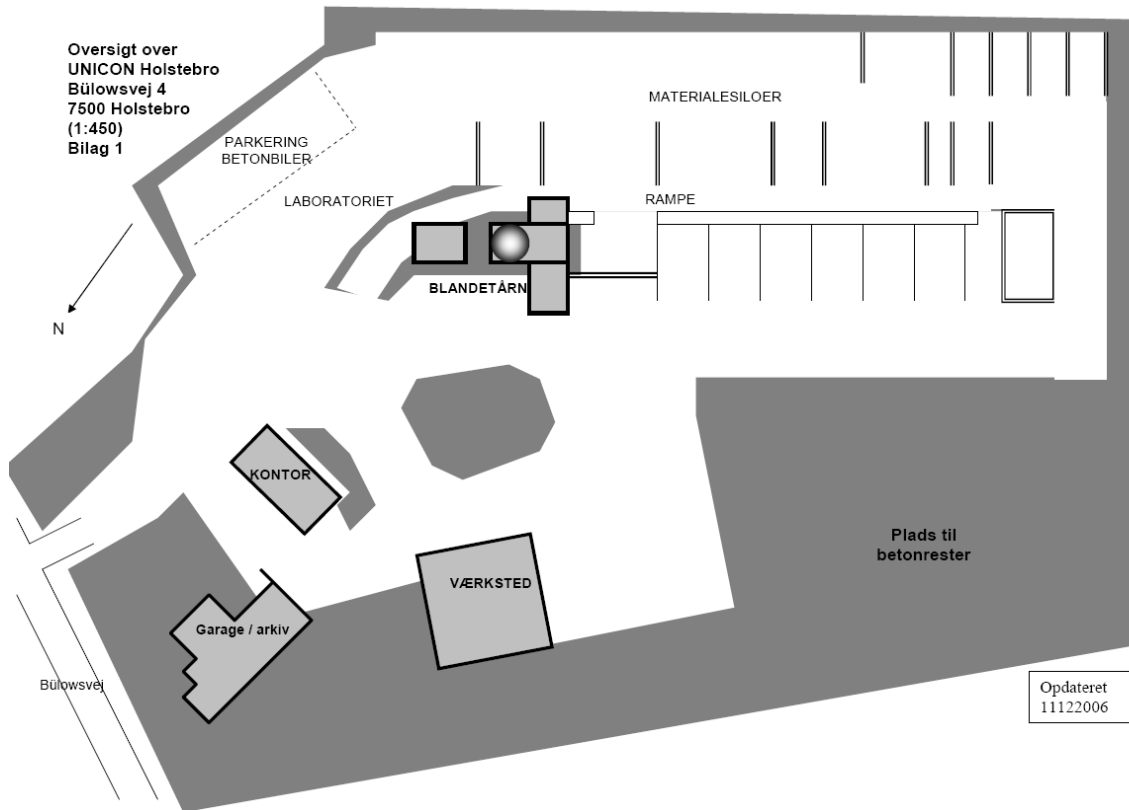 Oversigt over
UNICON Holstebro
Bülowsvej 4
7500 Holstebro
(1:450)
Bilag 1
MATERIALESILOER
PARKERING
BETONBILER
LABORATORIET
RAMPE
BLANDETÅRN
N
KONTOR
Plads til
betonrester
VÆRKSTED
Garage / arkiv
Bülowsvej
Opdateret
11122006